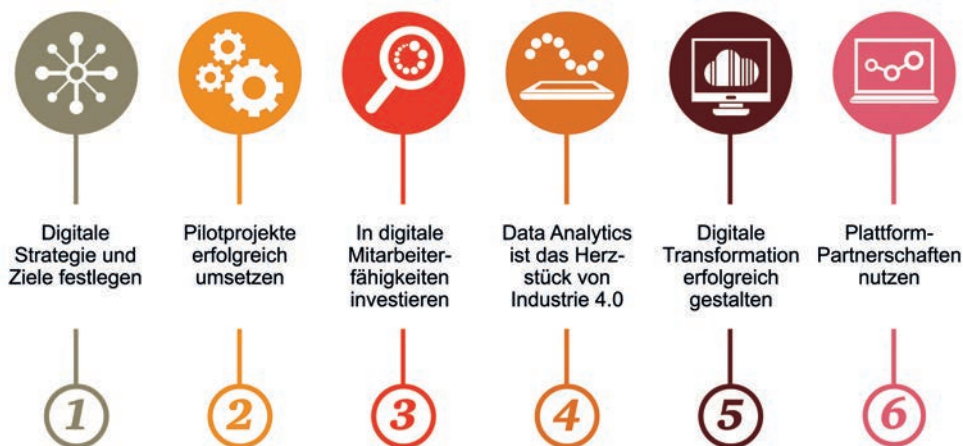 Digitale
Strategie und
Ziele festlegen
Pilotprojekte
erfolgreich
umsetzen
In digitale
Mitarbeiter-
fähigkeiten
investieren
Data Analytics
ist das Herz-
stück von
Industrie 4.0
Digitale
Transformation
erfolgreich
gestalten
Plattform-
Partnerschaften
nutzen
1
2
3
4
5
6